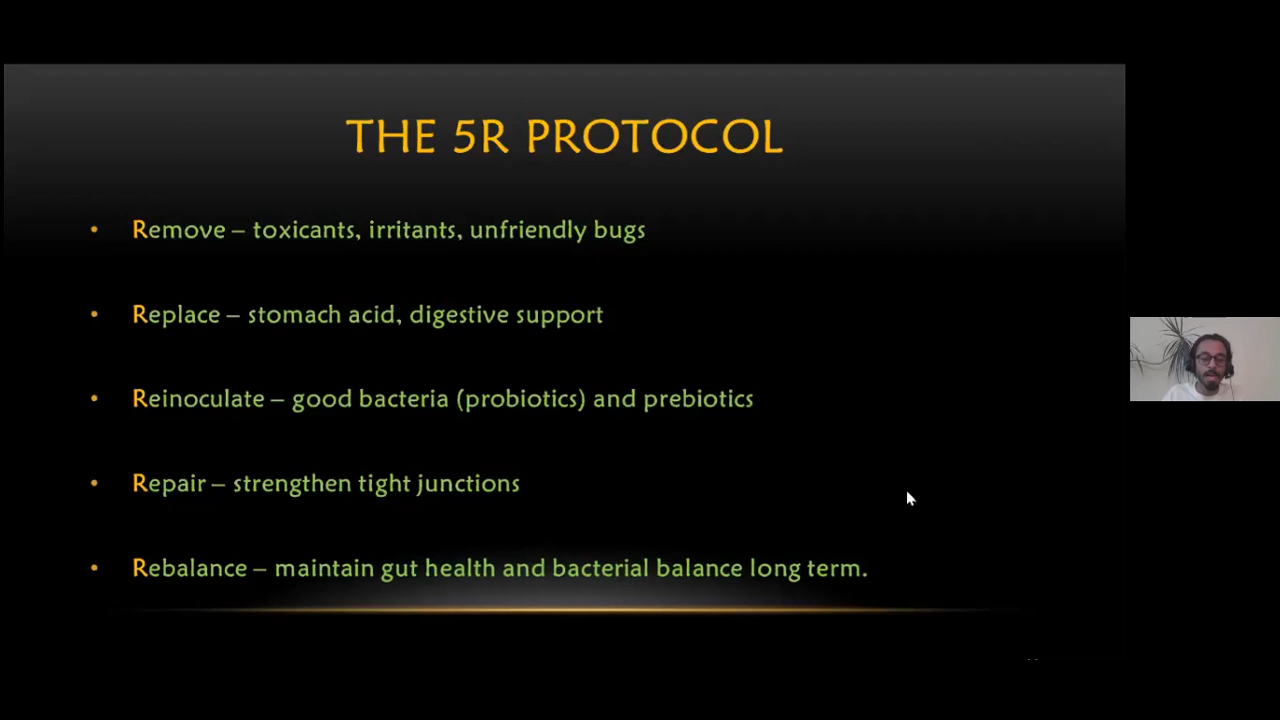 THE 5R PROTOCOL
• Remove – toxicants, irritants, unfriendly bugs
• Replace – stomach acid, digestive support
• Reinoculate – good bacteria (probiotics) and prebiotics
• Repair – strengthen tight junctions
• Rebalance – maintain gut health and bacterial balance long term.